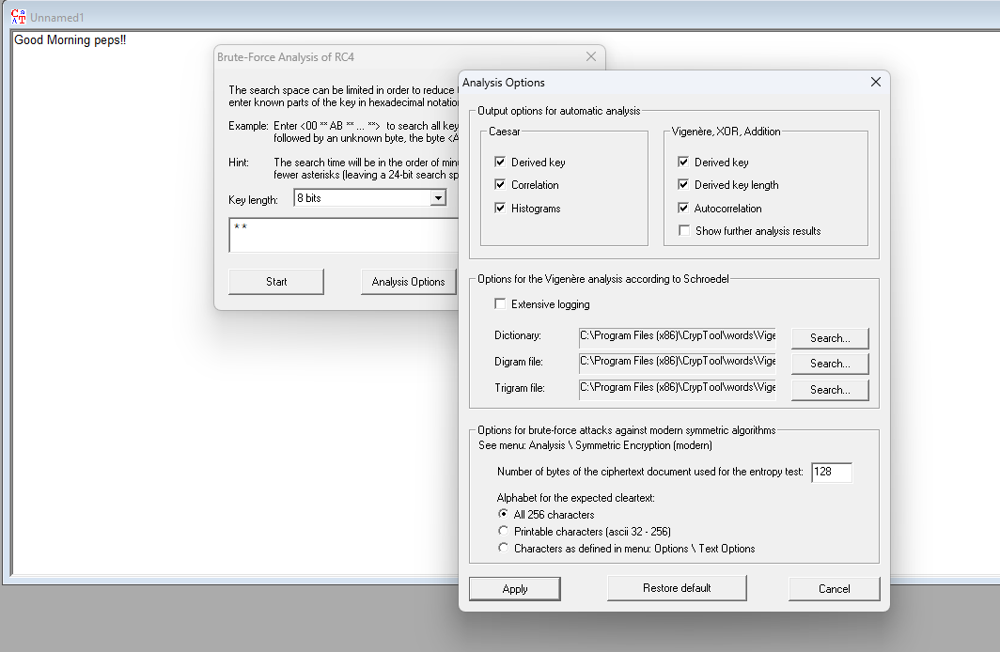 Unnamed1
Good Morning peps!!
Brute-Force Analysis of RC4
The search space can be limited in order to reduce
enter known parts of the key in hexadecimal notation
Example: Enter <00 ** AB ** ... **> to search all key
followed by an unknown byte, the byte <A
Hint: The search time will be in the order of
fewer asterisks (leaving a 24-bit search
Key length: 8 bits
**
Start Analysis Options
Analysis Options
Output options for automatic analysis
Caesar
Derived key
Correlation
Histograms
Vigenère, XOR, Addition
Derived key
Derived key length
Autocorrelation
Show further analysis results
Options for the Vigenère analysis according to Schroedel
Extensive logging
Dictionary: C:\Program Files (x86)\CrypTool\words\Vige Search...
Digram file: C:\Program Files (x86)\CrypTool\words\Vige Search...
Trigram file: C:\Program Files (x86)\CrypTool\words\Vige Search...
Options for brute-force attacks against modern symmetric algorithms
See menu: Analysis \ Symmetric Encryption (modern)
Number of bytes of the ciphertext document used for the entropy test: 128
Alphabet for the expected cleartext:
All 256 characters
Printable characters (ascii 32 - 256)
Characters as defined in menu: Options \ Text Options
Apply Restore default Cancel